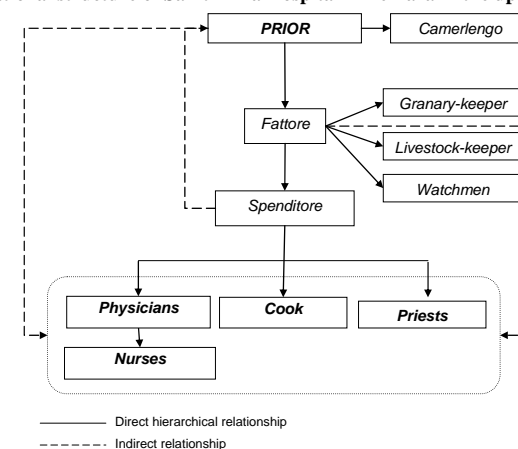 PRIOR
Camerlengo
Granary-keeper
Fattore
Livestock-keeper
Watchmen
Spenditore
Physicians
Cook
Priests
Nurses
Direct hierarchical relationship
Indirect relationship